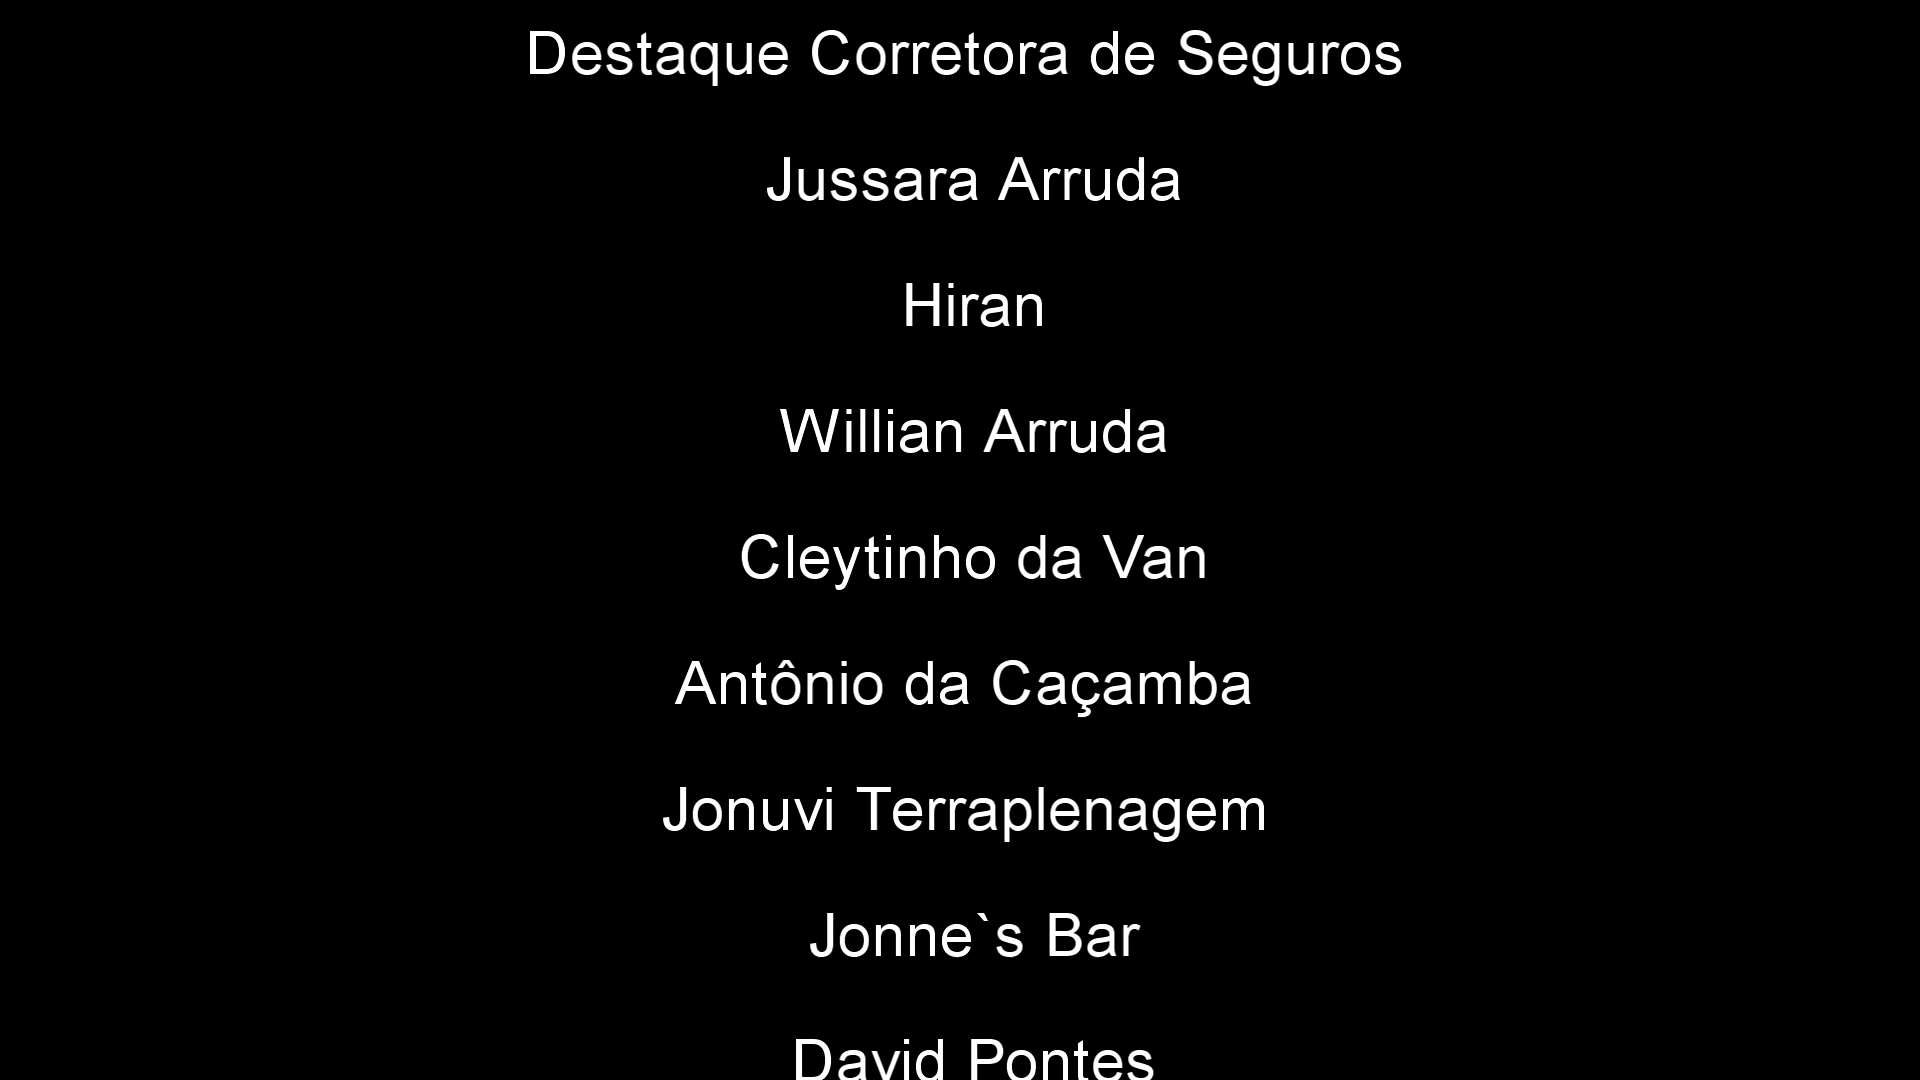 Destaque Corretora de Seguros
Jussara Arruda
Hiran
Willian Arruda
Cleytinho da Van
Antônio da Caçamba
Jonuvi Terraplenagem
Jonne`s Bar
David Pontes